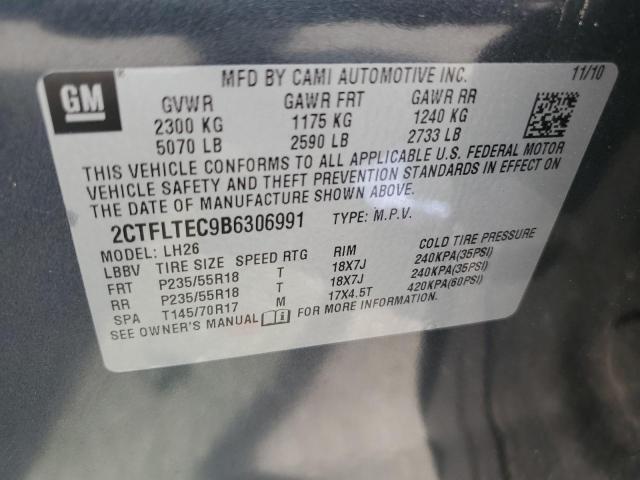 GM
MFD BY CAMI AUTOMOTIVE INC. 11/10
GVWR GAWR FRT GAWR RR
2300 KG 1175 KG 1240 KG
5070 LB 2590 LB 2733 LB
THIS VEHICLE CONFORMS TO ALL APPLICABLE U.S. FEDERAL MOTOR
VEHICLE SAFETY AND THEFT PREVENTION STANDARDS IN EFFECT ON
THE DATE OF MANUFACTURE SHOWN ABOVE.
2CTFLTEC9B6306991 TYPE: M.P.V.
MODEL: LH26
LBBV TIRE SIZE SPEED RTG RIM COLD TIRE PRESSURE
FRT P235/55R18 T 18X7J 240KPA(35PSI)
RR P235/55R18 T 18X7J 240KPA(35PSI)
SPA T145/70R17 M 17X4.5T 420KPA(60PSI)
SEE OWNER'S MANUAL FOR MORE INFORMATION.